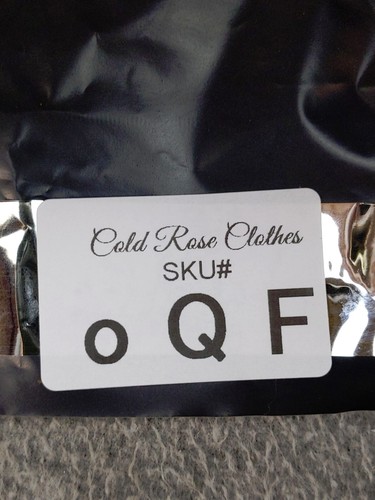 Cold Rose Clothes
SKU#
o Q F